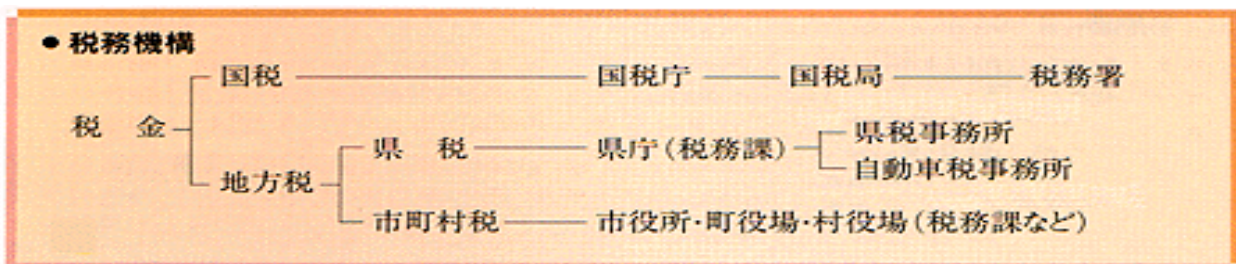 ●税務機構
国税 国税庁 国税局 税務署
税 金
県 税 県庁(税務課) 県税事務所
自動車税事務所
地方税
市町村税 市役所・町役場・村役場(税務課など)